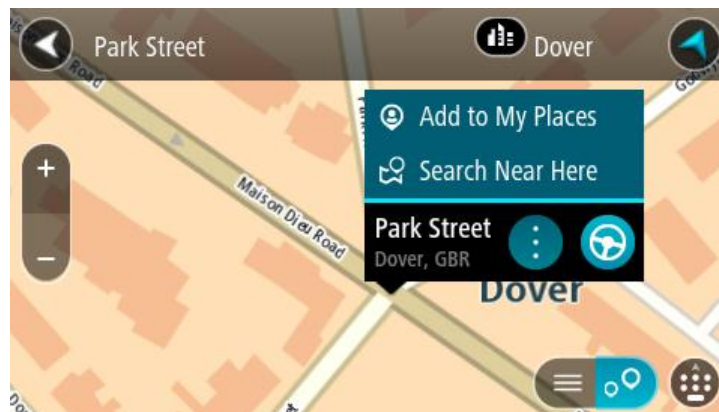 Park Street
Dover
Add to My Places
Search Near Here
Park Street
Dover, GBR
Maison Dieu Road
Dover